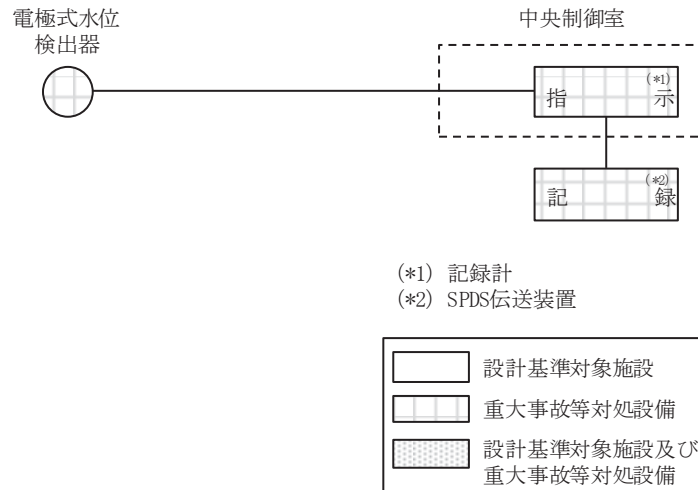 電極式水位
検出器
中央制御室
指 示(*1)
記 録(*2)
(*1) 記録計
(*2) SPDS伝送装置
設計基準対象施設
重大事故等対処設備
設計基準対象施設及び
重大事故等対処設備